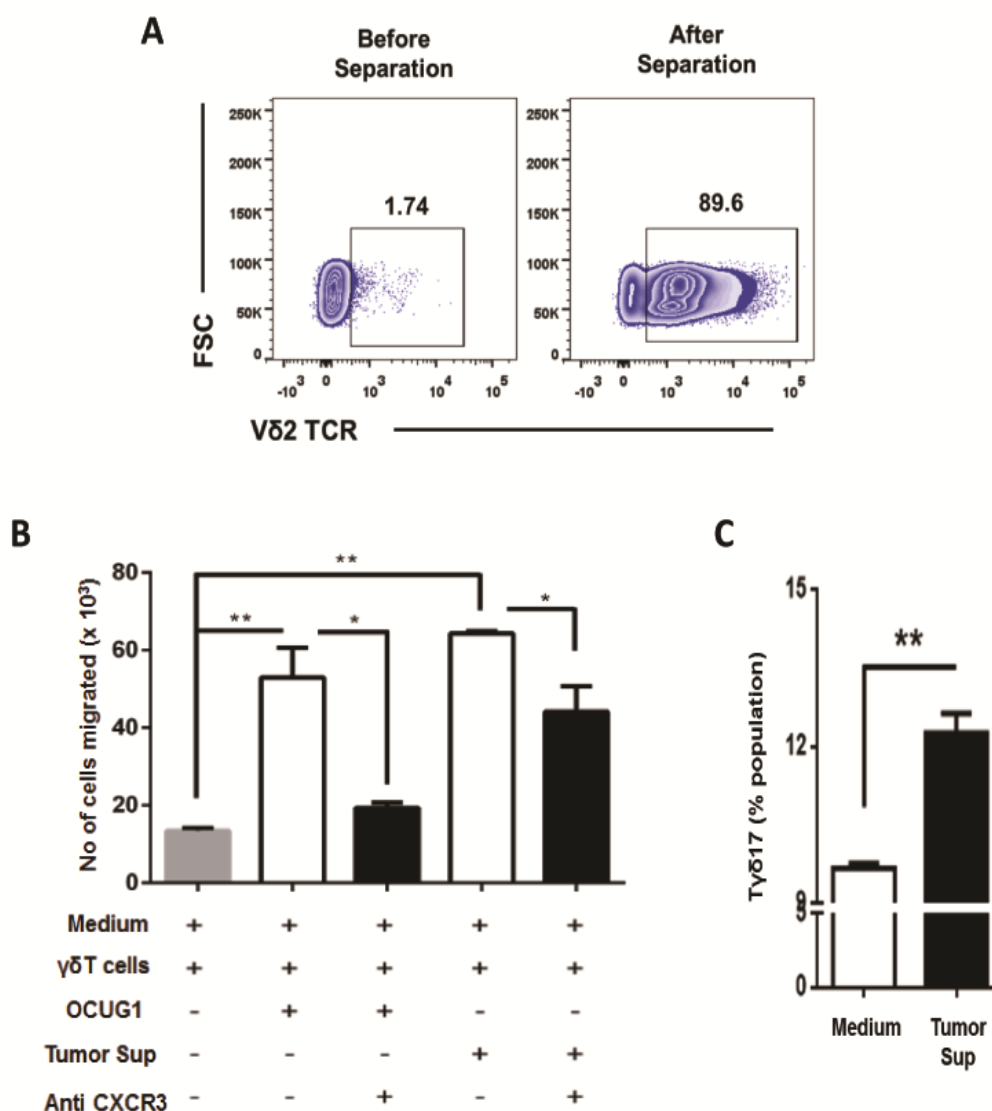 A
Before
Separation
After
Separation
250K
200K
150K
100K
50K
0
1.74
250K
200K
150K
100K
50K
0
89.6
FSC
-10³ 0 10³ 10⁴ 10⁵
-10³ 0 10³ 10⁴ 10⁵
Vδ2 TCR
B
No of cells migrated (x 10³)
80
60
40
20
0
**
**
*
*
Medium + + + + +
γδT cells + + + + +
OCUG1 - + + - -
Tumor Sup - - - + +
Anti CXCR3 - - + - +
C
Tγδ17 (% population)
15
12
9
0
**
Medium
Tumor
Sup